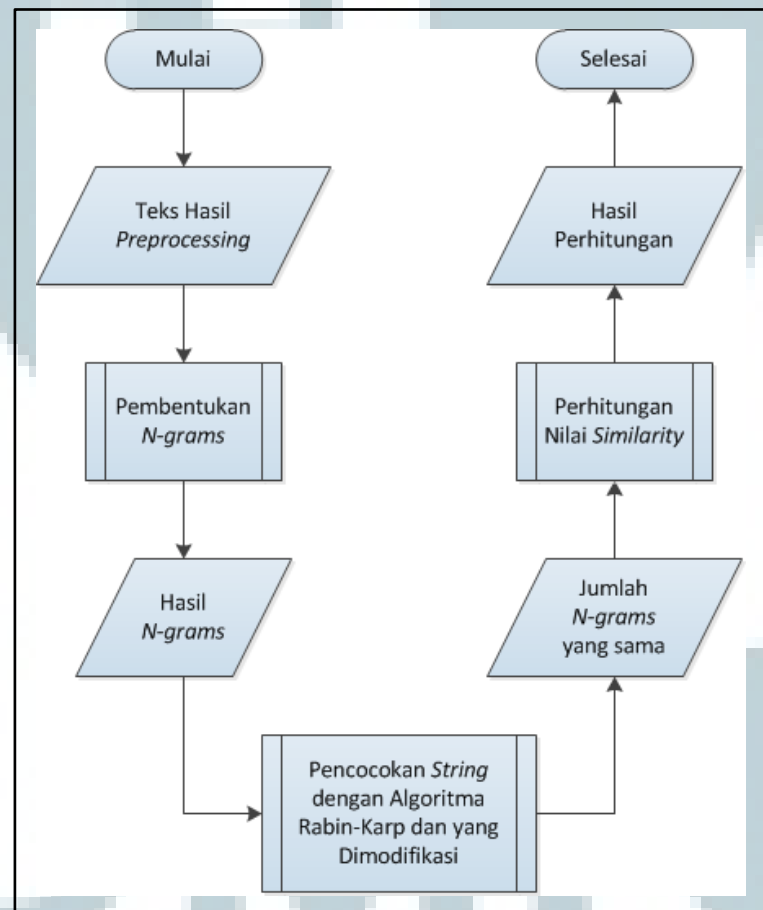 Mulai
Teks Hasil
Preprocessing
Pembentukan
N-grams
Hasil
N-grams
Pencocokan String
dengan Algoritma
Rabin-Karp dan yang
Dimodifikasi
Jumlah
N-grams
yang sama
Perhitungan
Nilai Similarity
Hasil
Perhitungan
Selesai